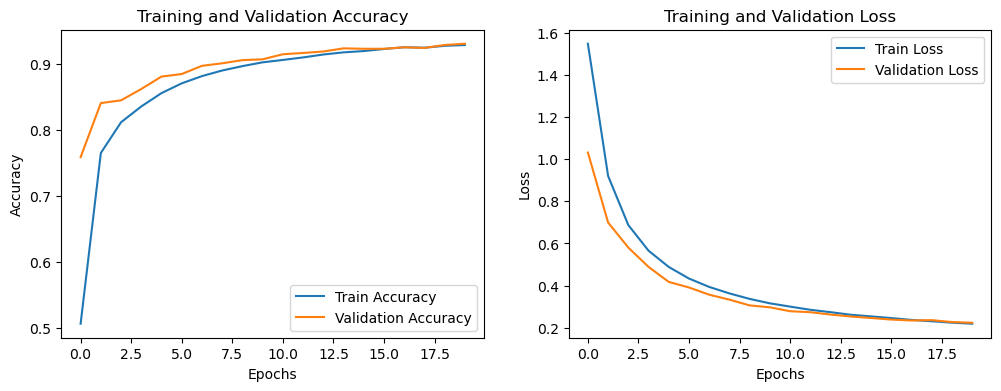 Training and Validation Accuracy
Accuracy
0.9
0.8
0.7
0.6
0.5
Train Accuracy
Validation Accuracy
0.0 2.5 5.0 7.5 10.0 12.5 15.0 17.5
Epochs
Training and Validation Loss
Loss
1.6
1.4
1.2
1.0
0.8
0.6
0.4
0.2
Train Loss
Validation Loss
0.0 2.5 5.0 7.5 10.0 12.5 15.0 17.5
Epochs